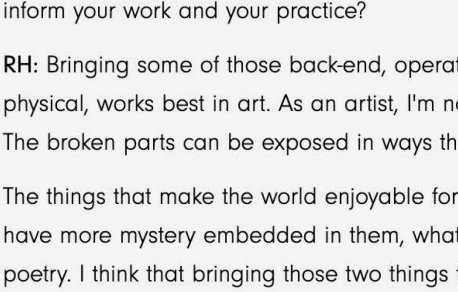 inform your work and your practice?
RH: Bringing some of those back-end, operat
physical, works best in art. As an artist, I'm n
The broken parts can be exposed in ways th
The things that make the world enjoyable for
have more mystery embedded in them, what
poetry. I think that bringing those two things